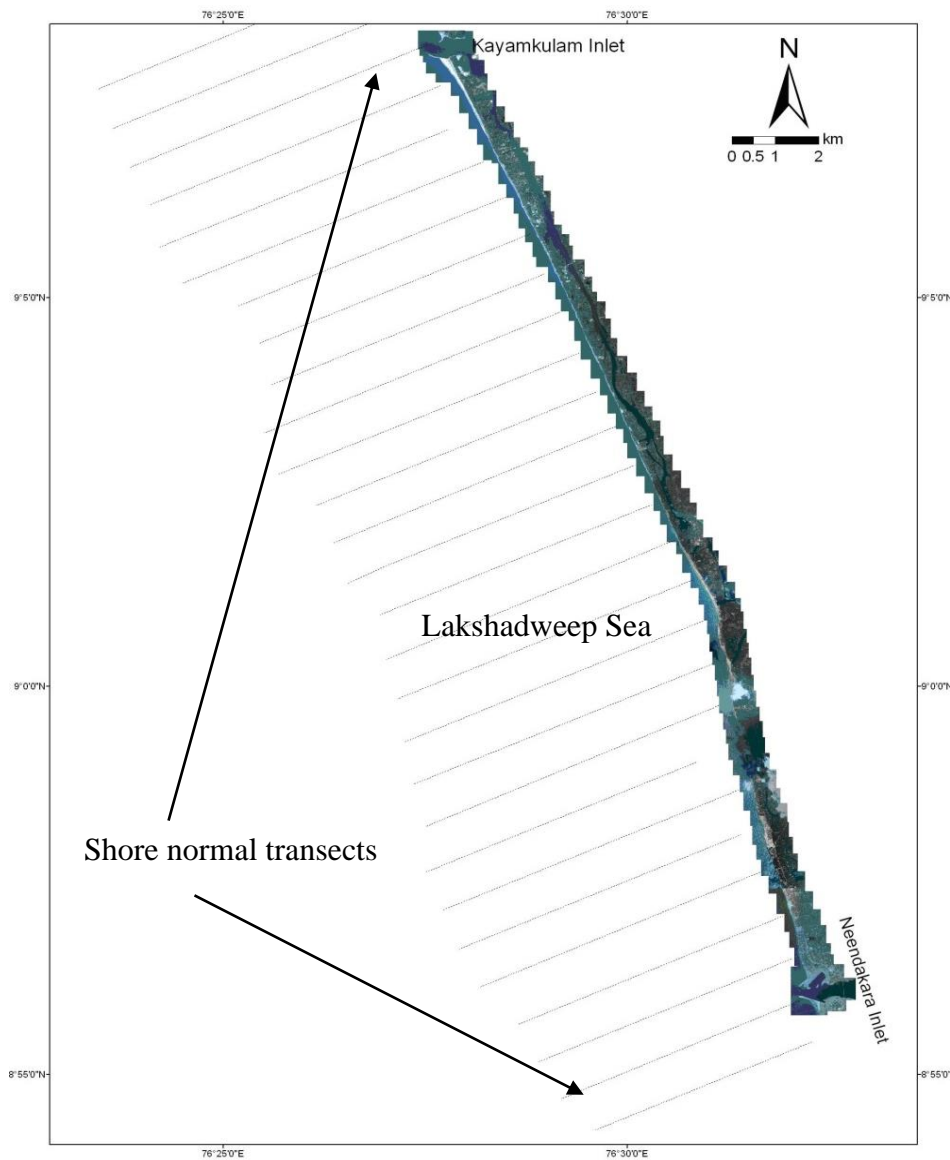 76°25'0"E 76°30'0"E
Kayamkulam Inlet
N
km
0 0.5 1 2
9°5'0"N 9°5'0"N
Lakshadweep Sea
9°0'0"N 9°0'0"N
Shore normal transects
Neendakara Inlet
8°55'0"N 8°55'0"N
76°25'0"E 76°30'0"E